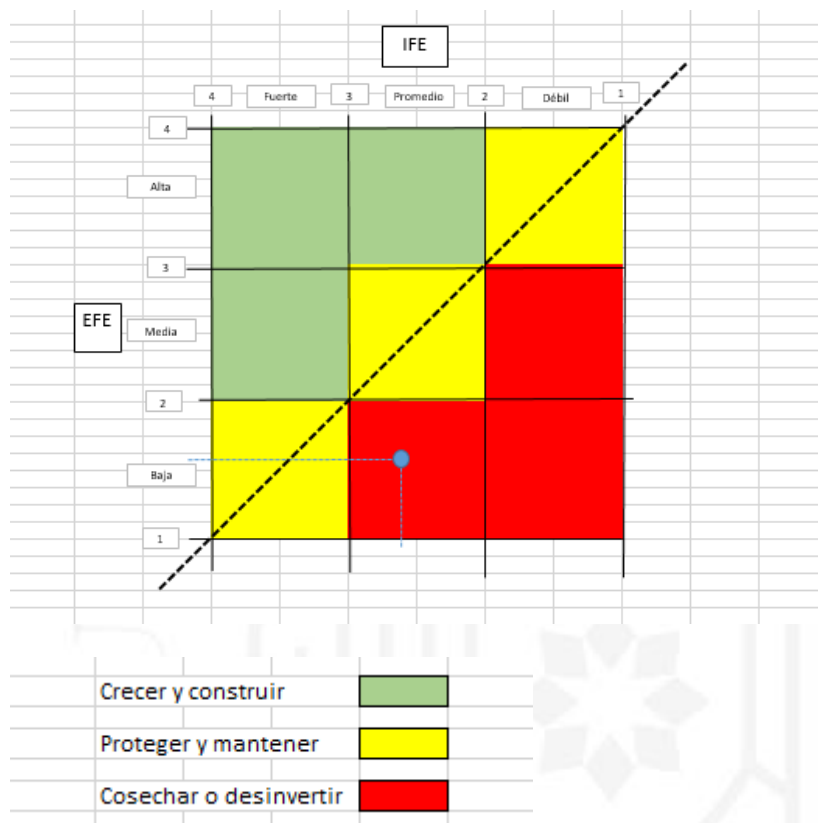 IFE
4 Fuerte 3 Promedio 2 Débil 1
4
Alta
3
EFE
Media
2
Baja
1
Crecer y construir
Proteger y mantener
Cosechar o desinvertir